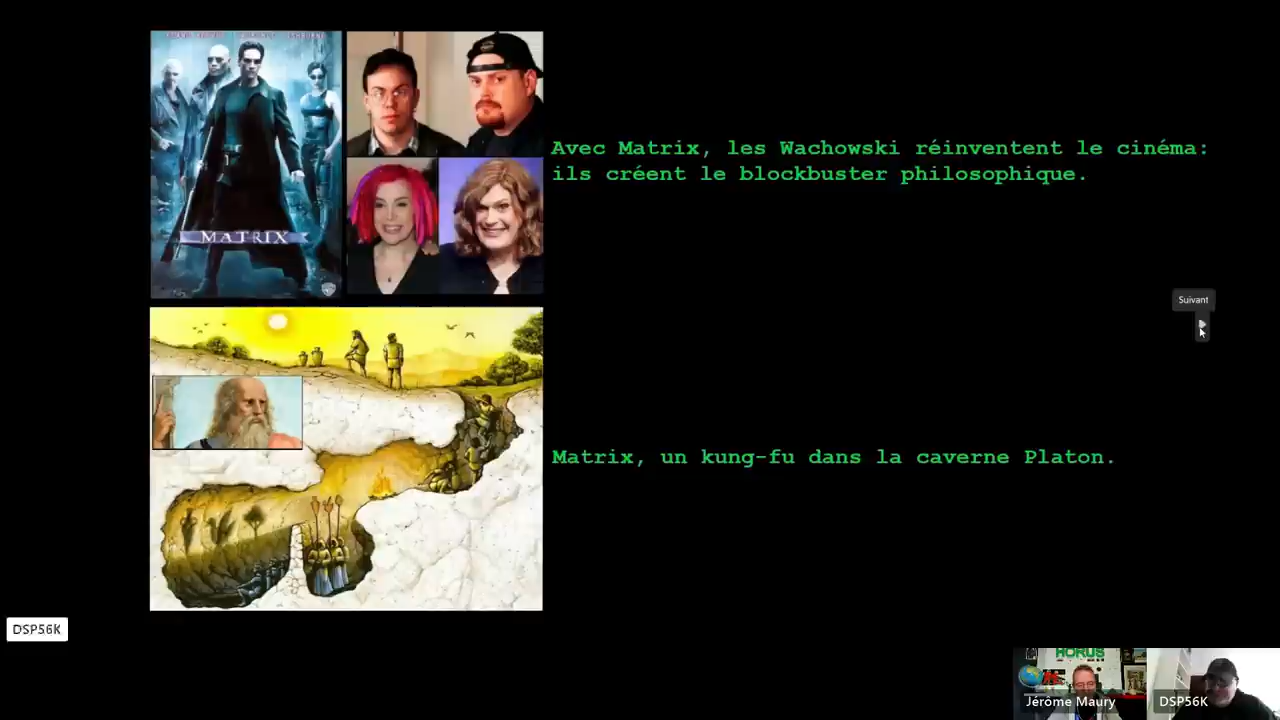 MATRIX
Avec Matrix, les Wachowski réinventent le cinéma:
ils créent le blockbuster philosophique.
Suivant
Matrix, un kung-fu dans la caverne Platon.
DSP56K
HORUS
Jérôme Maury
DSP56K